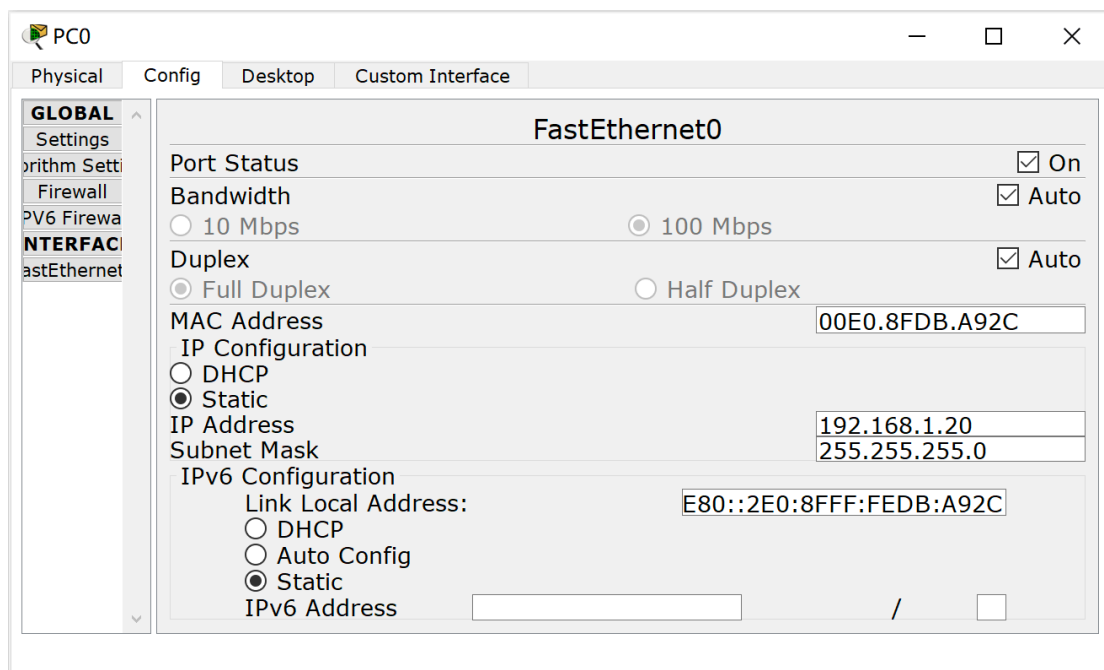 PC0
Physical Config Desktop Custom Interface
GLOBAL
Settings
orithm Setti
Firewall
PV6 Firewa
NTERFACI
astEthernet
FastEthernet0
Port Status On
Bandwidth Auto
10 Mbps 100 Mbps
Duplex Auto
Full Duplex Half Duplex
MAC Address 00E0.8FDB.A92C
IP Configuration
DHCP
Static
IP Address 192.168.1.20
Subnet Mask 255.255.255.0
IPv6 Configuration
Link Local Address: E80::2E0:8FFF:FEDB:A92C
DHCP
Auto Config
Static
IPv6 Address /